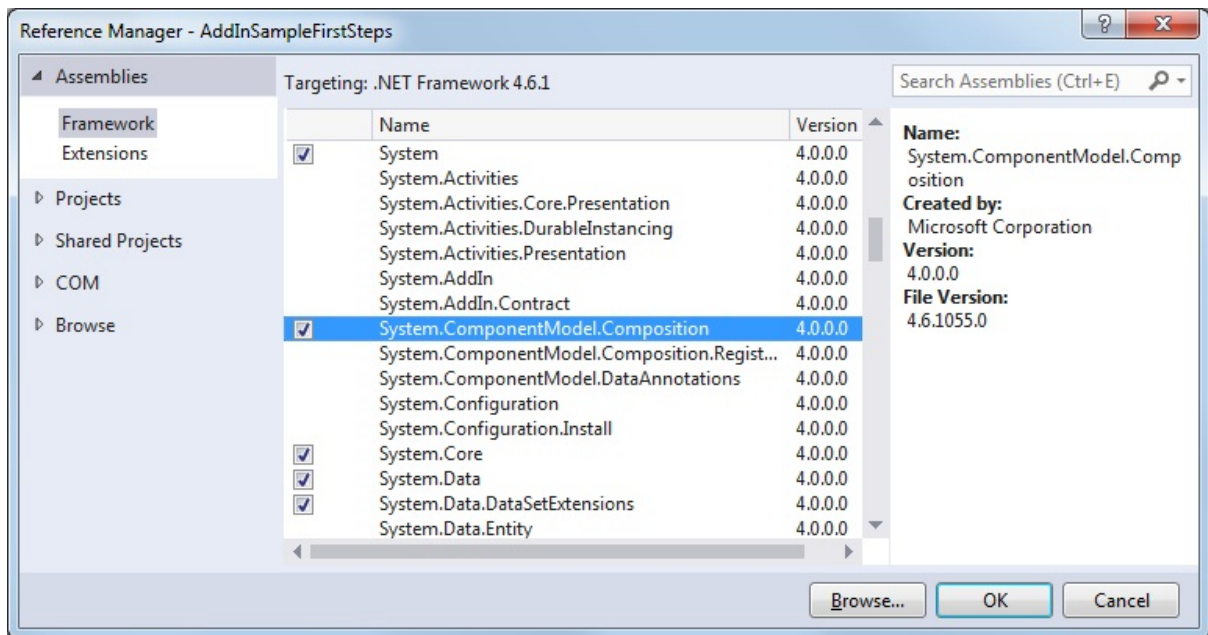 Reference Manager - AddInSampleFirstSteps
Assemblies
Framework
Extensions
Projects
Shared Projects
COM
Browse
Targeting: .NET Framework 4.6.1
Search Assemblies (Ctrl+E)
Name Version
System 4.0.0.0
System.Activities 4.0.0.0
System.Activities.Core.Presentation 4.0.0.0
System.Activities.DurableInstancing 4.0.0.0
System.Activities.Presentation 4.0.0.0
System.AddIn 4.0.0.0
System.AddIn.Contract 4.0.0.0
System.ComponentModel.Composition 4.0.0.0
System.ComponentModel.Composition.Regist... 4.0.0.0
System.ComponentModel.DataAnnotations 4.0.0.0
System.Configuration 4.0.0.0
System.Configuration.Install 4.0.0.0
System.Core 4.0.0.0
System.Data 4.0.0.0
System.Data.DataSetExtensions 4.0.0.0
System.Data.Entity 4.0.0.0
Name:
System.ComponentModel.Comp
osition
Created by:
Microsoft Corporation
Version:
4.0.0.0
File Version:
4.6.1055.0
Browse...
OK
Cancel